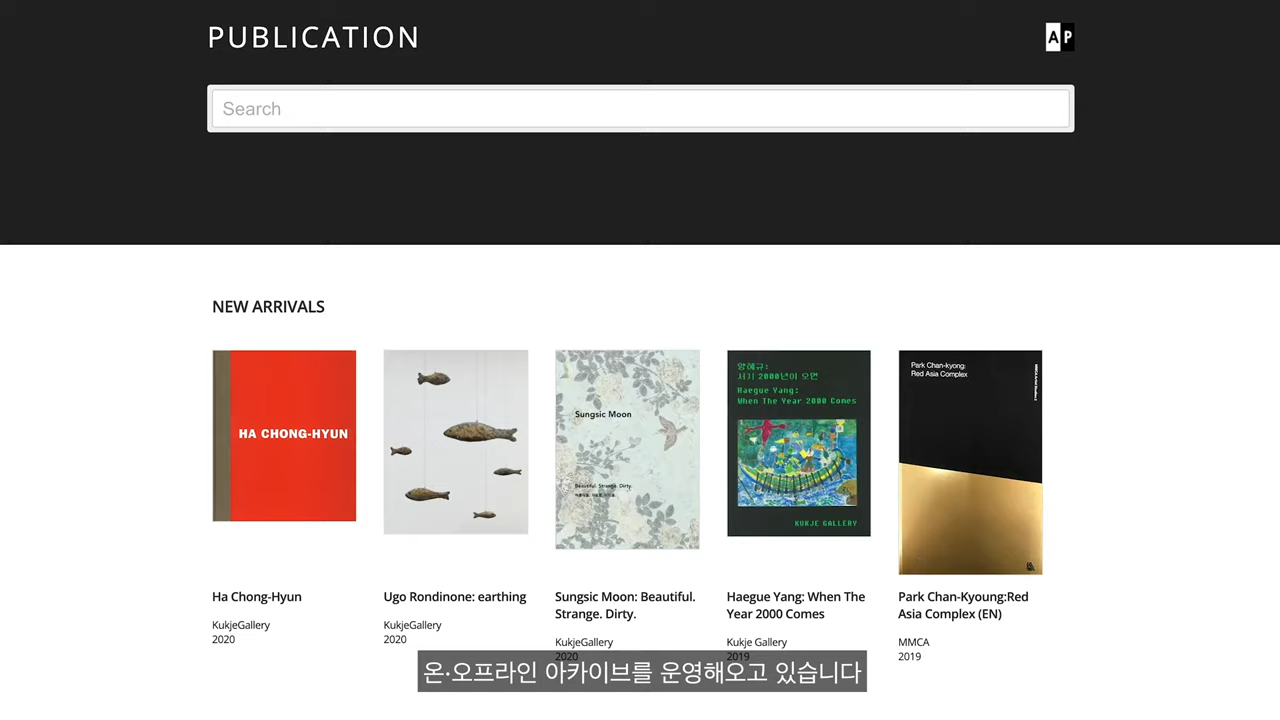 PUBLICATION
AP
Search
NEW ARRIVALS
HA CHONG-HYUN
Sungsic Moon
Beautiful. Strange. Dirty.
양혜규:
서기 2000년이 오면
Haegue Yang:
When The Year 2000 Comes
KUKJE GALLERY
Park Chan-kyong:
Red Asia Complex
Ha Chong-Hyun
KukjeGallery
2020
Ugo Rondinone: earthing
KukjeGallery
2020
Sungsic Moon: Beautiful.
Strange. Dirty.
KukjeGallery
2020
Haegue Yang: When The
Year 2000 Comes
Kukje Gallery
2019
Park Chan-Kyoung:Red
Asia Complex (EN)
MMCA
2019
온·오프라인 아카이브를 운영해오고 있습니다